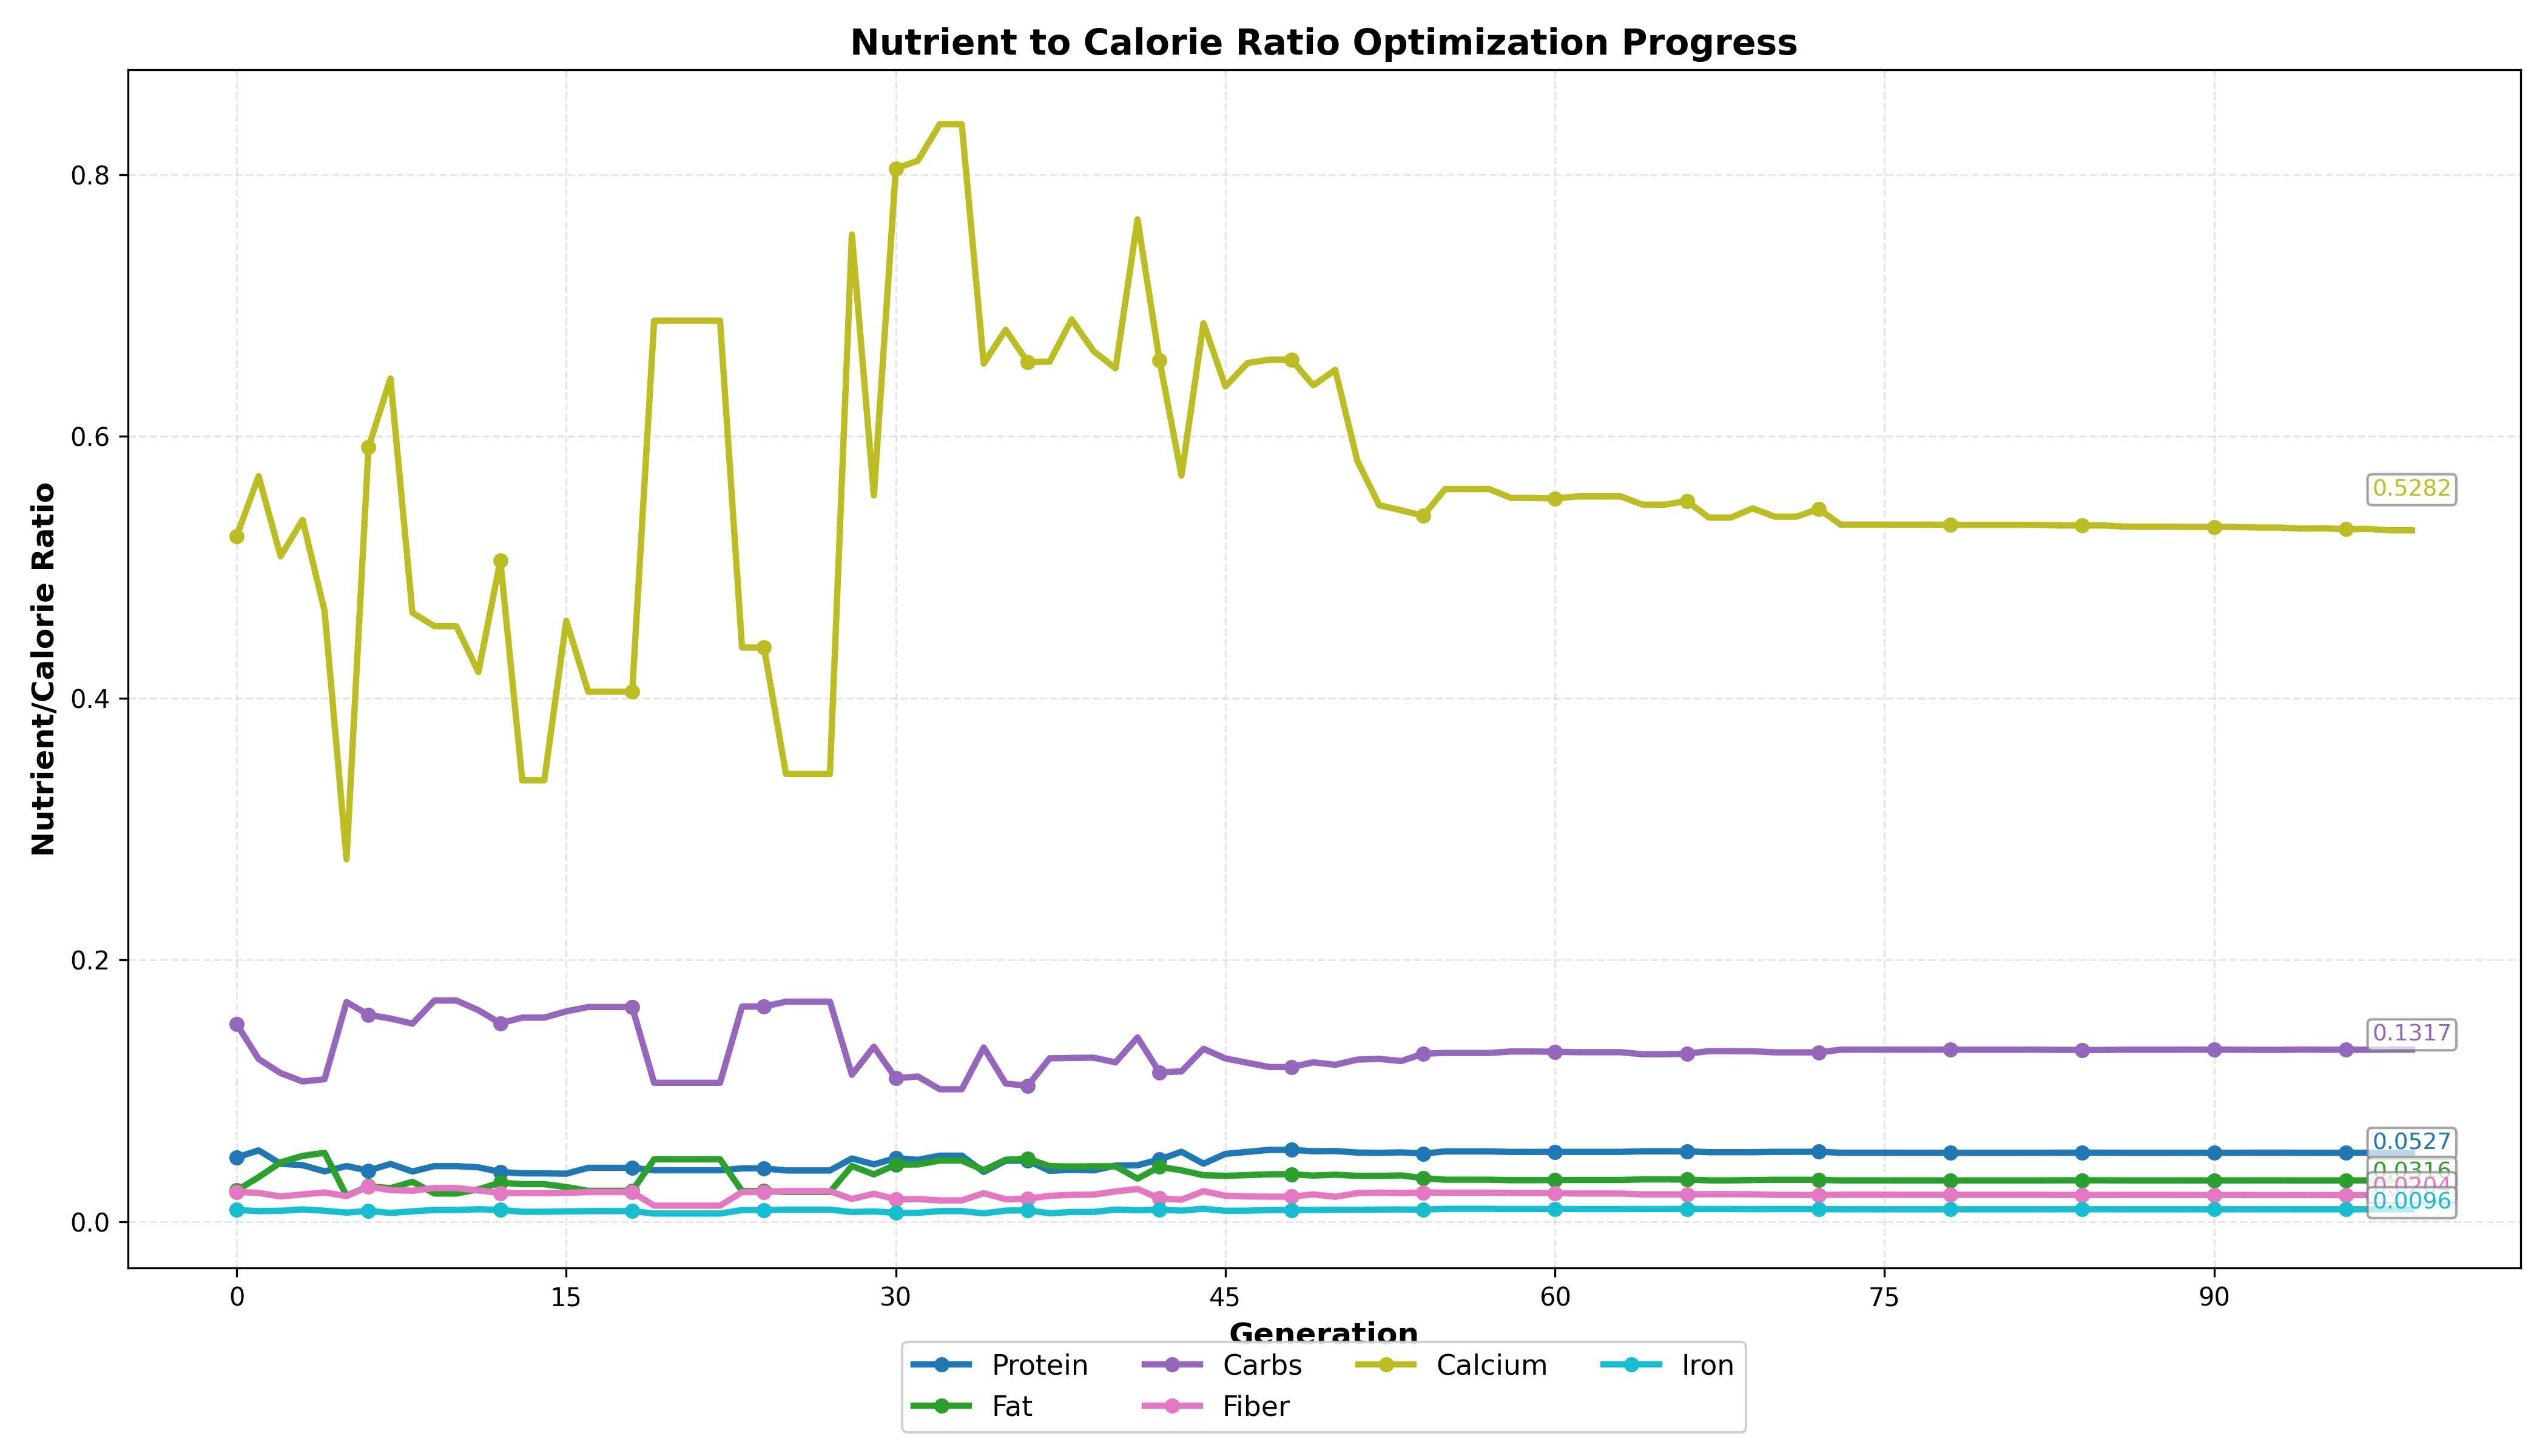 Nutrient to Calorie Ratio Optimization Progress
Nutrient/Calorie Ratio
0.8
0.6
0.4
0.2
0.0
0.5282
0.1317
0.0527
0.0316
0.0204
0.0096
0
15
30
45
60
75
90
Generation
Protein
Carbs
Calcium
Iron
Fat
Fiber